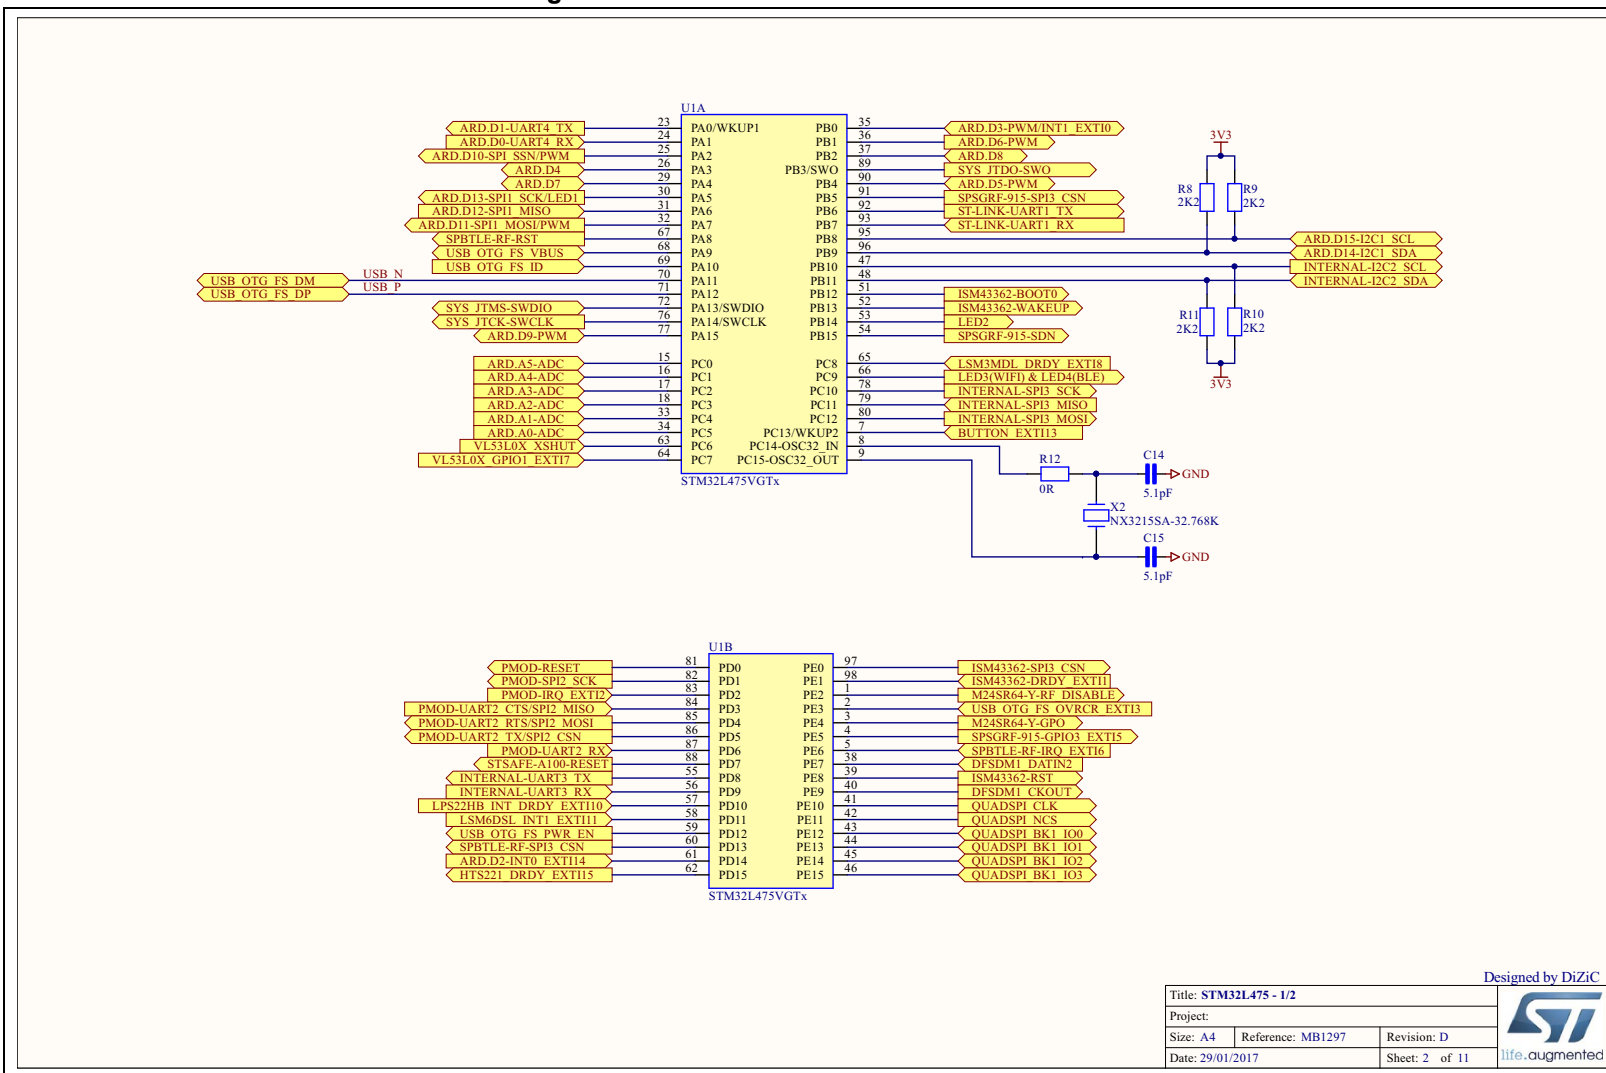 U1A
ARD.D1-UART4_TX 23 PA0/WKUP1 PB0 35 ARD.D3-PWM/INT1_EXTI0
ARD.D0-UART4_RX 24 PA1 PB1 36 ARD.D6-PWM
ARD.D10-SPI_SSN/PWM 25 PA2 PB2 37 ARD.D8
ARD.D4 26 PA3 PB3/SWO 89 SYS_JTDO-SWO
ARD.D7 29 PA4 PB4 90 ARD.D5-PWM
ARD.D13-SPI1_SCK/LED1 30 PA5 PB5 91 SPSGRF-915-SPI3_CSN
ARD.D12-SPI1_MISO 31 PA6 PB6 92 ST-LINK-UART1_TX
ARD.D11-SPI1_MOSI/PWM 32 PA7 PB7 93 ST-LINK-UART1_RX
SPBTLE-RF-RST 67 PA8 PB8 95 ARD.D15-I2C1_SCL
USB_OTG_FS_VBUS 68 PA9 PB9 96 ARD.D14-I2C1_SDA
USB_OTG_FS_ID 69 PA10 PB10 47 INTERNAL-I2C2_SCL
USB_OTG_FS_DM USB_N 70 PA11 PB11 48 INTERNAL-I2C2_SDA
USB_OTG_FS_DP USB_P 71 PA12 PB12 51 ISM43362-BOOT0
SYS_JTMS-SWDIO 72 PA13/SWDIO PB13 52 ISM43362-WAKEUP
SYS_JTCK-SWCLK 76 PA14/SWCLK PB14 53 LED2
ARD.D9-PWM 77 PA15 PB15 54 SPSGRF-915-SDN
ARD.A5-ADC 15 PC0 PC8 65 LSM3MDL_DRDY_EXTI8
ARD.A4-ADC 16 PC1 PC9 66 LED3(WIFI) & LED4(BLE)
ARD.A3-ADC 17 PC2 PC10 78 INTERNAL-SPI3_SCK
ARD.A2-ADC 18 PC3 PC11 79 INTERNAL-SPI3_MISO
ARD.A1-ADC 33 PC4 PC12 80 INTERNAL-SPI3_MOSI
ARD.A0-ADC 34 PC5 PC13/WKUP2 7 BUTTON_EXTI13
VL53L0X_XSHUT 63 PC6 PC14-OSC32_IN 8
VL53L0X_GPIO1_EXTI7 64 PC7 PC15-OSC32_OUT 9
STM32L475VGTx
3V3
R8 R9
2K2 2K2
R11 R10
2K2 2K2
3V3
R12 C14
GND
0R 5.1pF
X2
NX3215SA-32.768K
C15
GND
5.1pF
U1B
PMOD-RESET 81 PD0 PE0 97 ISM43362-SPI3_CSN
PMOD-SPI2_SCK 82 PD1 PE1 98 ISM43362-DRDY_EXTI1
PMOD-IRQ_EXTI2 83 PD2 PE2 1 M24SR64-Y-RF_DISABLE
PMOD-UART2_CTS/SPI2_MISO 84 PD3 PE3 2 USB_OTG_FS_OVRCR_EXTI3
PMOD-UART2_RTS/SPI2_MOSI 85 PD4 PE4 3 M24SR64-Y-GPO
PMOD-UART2_TX/SPI2_CSN 86 PD5 PE5 4 SPSGRF-915-GPIO3_EXTI5
PMOD-UART2_RX 87 PD6 PE6 5 SPBTLE-RF-IRQ_EXTI6
STSAFE-A100-RESET 88 PD7 PE7 38 DFSDM1_DATIN2
INTERNAL-UART3_TX 55 PD8 PE8 39 ISM43362-RST
INTERNAL-UART3_RX 56 PD9 PE9 40 DFSDM1_CKOUT
LPS22HB_INT_DRDY_EXTI10 57 PD10 PE10 41 QUADSPI_CLK
LSM6DSL_INT1_EXTI11 58 PD11 PE11 42 QUADSPI_NCS
USB_OTG_FS_PWR_EN 59 PD12 PE12 43 QUADSPI_BK1_IO0
SPBTLE-RF-SPI3_CSN 60 PD13 PE13 44 QUADSPI_BK1_IO1
ARD.D2-INT0_EXTI14 61 PD14 PE14 45 QUADSPI_BK1_IO2
HTS221_DRDY_EXTI15 62 PD15 PE15 46 QUADSPI_BK1_IO3
STM32L475VGTx
Designed by DiZiC
Title: STM32L475 - 1/2
Project:
Size: A4 Reference: MB1297 Revision: D
Date: 29/01/2017 Sheet: 2 of 11
ST
life.augmented